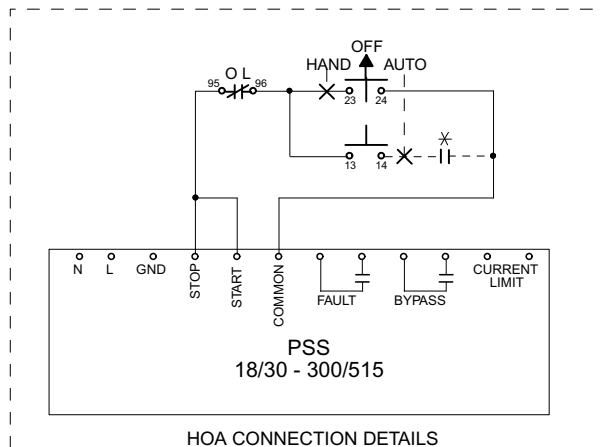 OFF
HAND AUTO
O L
95 96
23 24
13 14
N L GND STOP START COMMON FAULT BYPASS CURRENT
LIMIT
PSS
18/30 - 300/515
HOA CONNECTION DETAILS